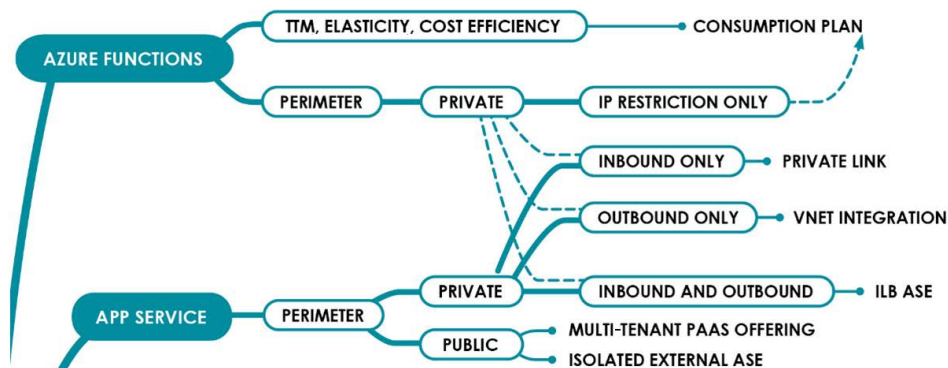 TTM, ELASTICITY, COST EFFICIENCY
CONSUMPTION PLAN
AZURE FUNCTIONS
PERIMETER
PRIVATE
IP RESTRICTION ONLY
INBOUND ONLY
PRIVATE LINK
OUTBOUND ONLY
VNET INTEGRATION
PRIVATE
INBOUND AND OUTBOUND
ILB ASE
APP SERVICE
PERIMETER
PUBLIC
MULTI-TENANT PAAS OFFERING
ISOLATED EXTERNAL ASE